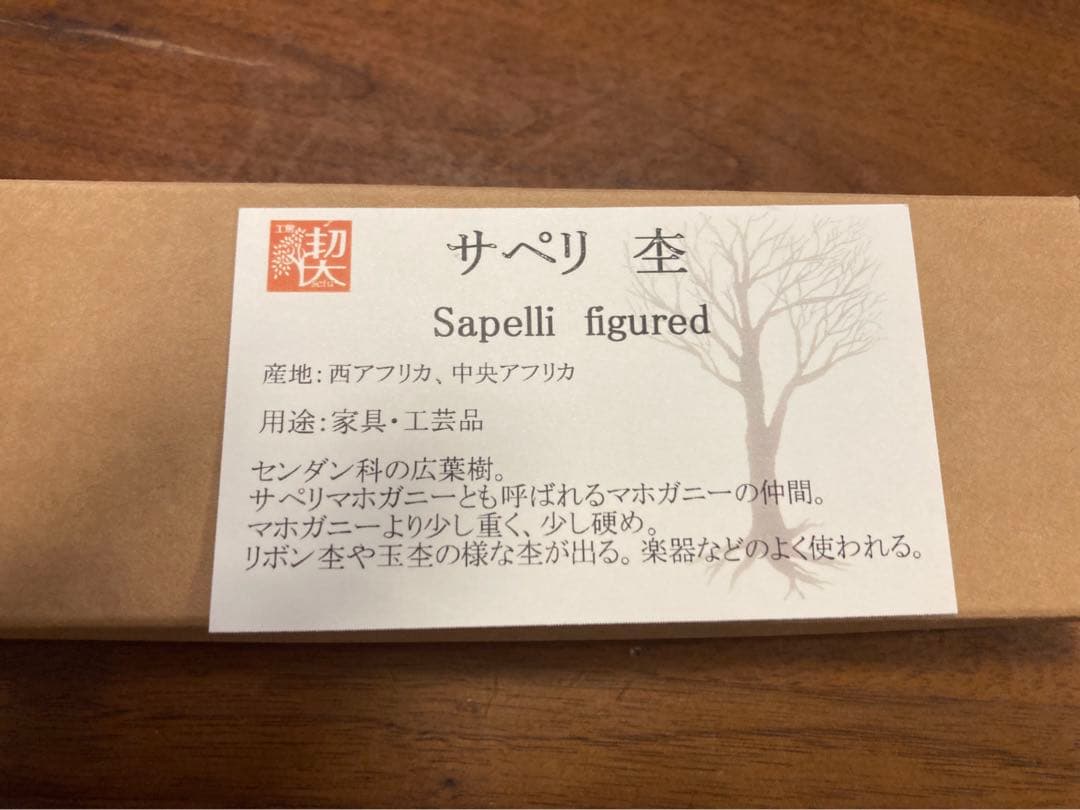 工房
契
サペリ 杢
Sapelli figured
産地：西アフリカ、中央アフリカ
用途：家具・工芸品
センダン科の広葉樹。
サペリマホガニーとも呼ばれるマホガニーの仲間。
マホガニーより少し重く、少し硬め。
リボン杢や玉杢の様な杢が出る。楽器などのよく使われる。